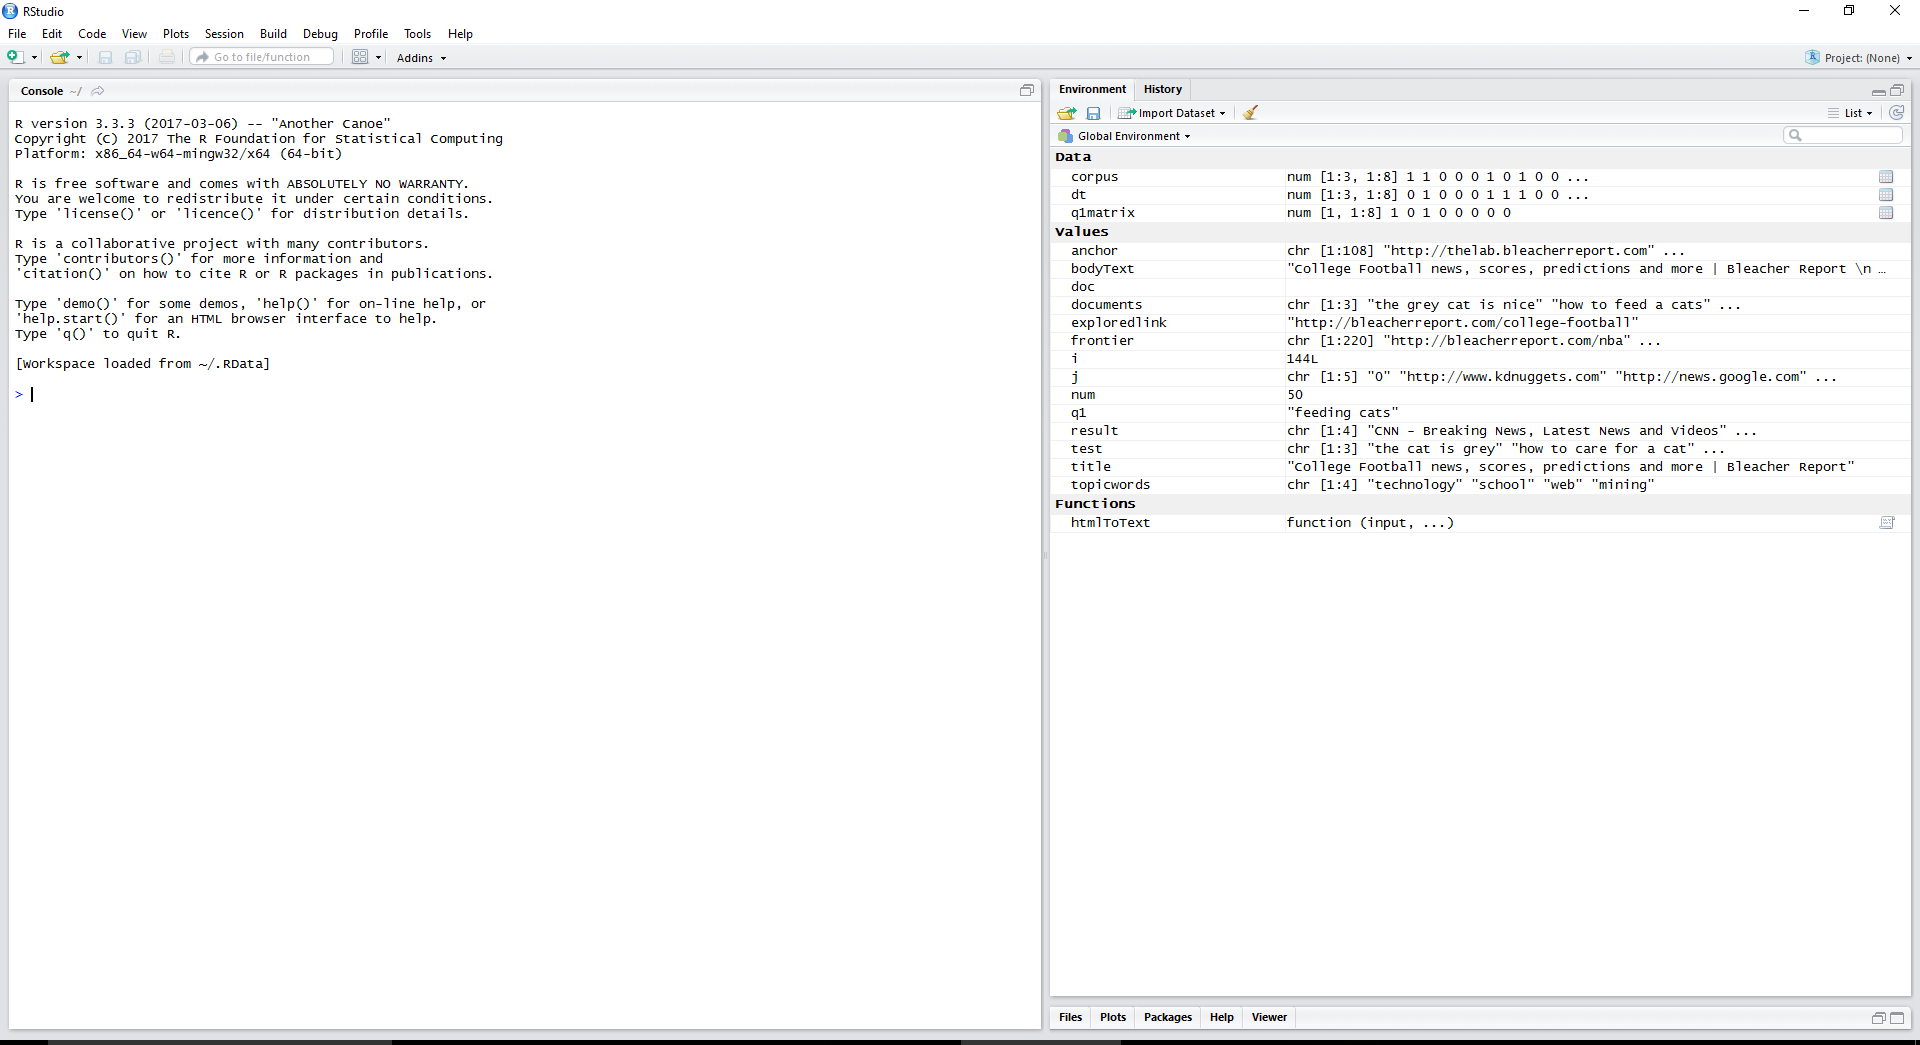 RStudio
File Edit Code View Plots Session Build Debug Profile Tools Help
Go to file/function Addins Project: (None)
Console ~/
R version 3.3.3 (2017-03-06) -- "Another Canoe"
Copyright (C) 2017 The R Foundation for Statistical Computing
Platform: x86_64-w64-mingw32/x64 (64-bit)
R is free software and comes with ABSOLUTELY NO WARRANTY.
You are welcome to redistribute it under certain conditions.
Type 'license()' or 'licence()' for distribution details.
R is a collaborative project with many contributors.
Type 'contributors()' for more information and
'citation()' on how to cite R or R packages in publications.
Type 'demo()' for some demos, 'help()' for on-line help, or
'help.start()' for an HTML browser interface to help.
Type 'q()' to quit R.
[Workspace loaded from ~/.RData]
>
Environment History
Import Dataset List
Global Environment
Data
corpus num [1:3, 1:8] 1 1 0 0 0 1 0 1 0 0 ...
dt num [1:3, 1:8] 0 1 0 0 0 1 1 1 0 0 ...
q1matrix num [1, 1:8] 1 0 1 0 0 0 0 0
Values
anchor chr [1:108] "http://thelab.bleacherreport.com" ...
bodyText "College Football news, scores, predictions and more | Bleacher Report \n …
doc
documents chr [1:3] "the grey cat is nice" "how to feed a cats" ...
exploredlink "http://bleacherreport.com/college-football"
frontier chr [1:220] "http://bleacherreport.com/nba" ...
i 144L
j chr [1:5] "0" "http://www.kdnuggets.com" "http://news.google.com" ...
num 50
q1 "feeding cats"
result chr [1:4] "CNN - Breaking News, Latest News and Videos" ...
test chr [1:3] "the cat is grey" "how to care for a cat" ...
title "College Football news, scores, predictions and more | Bleacher Report"
topicwords chr [1:4] "technology" "school" "web" "mining"
Functions
htmlToText function (input, ...)
Files Plots Packages Help Viewer